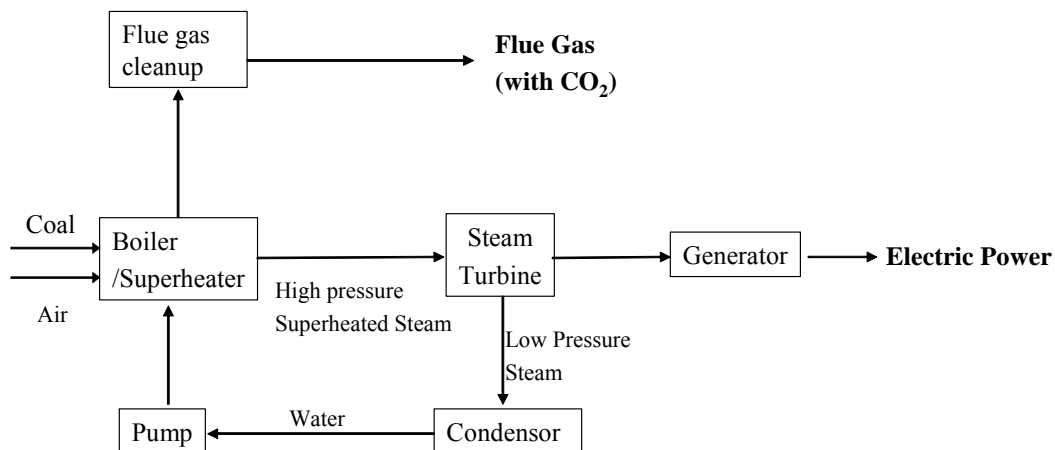 Flue gas
cleanup
Flue Gas
(with CO₂)
Coal
Air
Boiler
/Superheater
High pressure
Superheated Steam
Steam
Turbine
Generator
Electric Power
Low Pressure
Steam
Condensor
Water
Pump